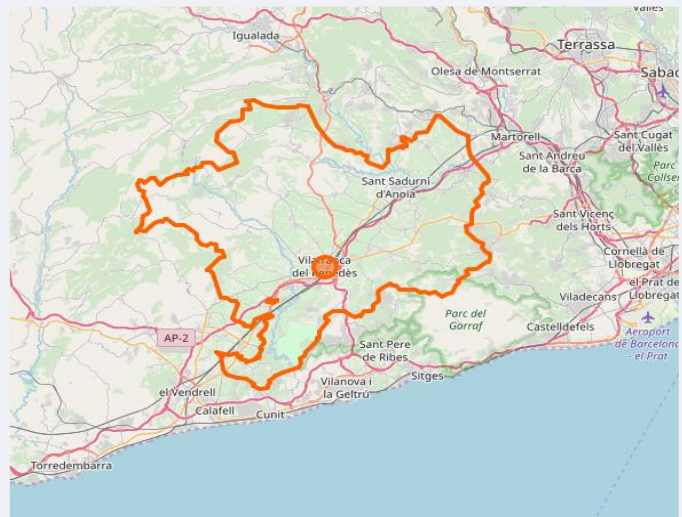 Valles
Igualada
Terrassa
Olesa de Montserrat
Sabad
Martorell
Sant Cugat
del Vallès
Sant Andreu
de la Barca
Parc
Collser
Sant Sadurní
d'Anoia
Sant Vicenç
dels Horts
Cornellà de
Llobregat
Vilafranca
del Penedès
el Prat de
Llobregat
Viladecans
Parc del
Garraf
Castelldefels
Aeroport
de Barcelona
- el Prat
AP-2
Sant Pere
de Ribes
Sitges
Vilanova i
la Geltrú
el Vendrell
Calafell
Cunit
Torredembarra